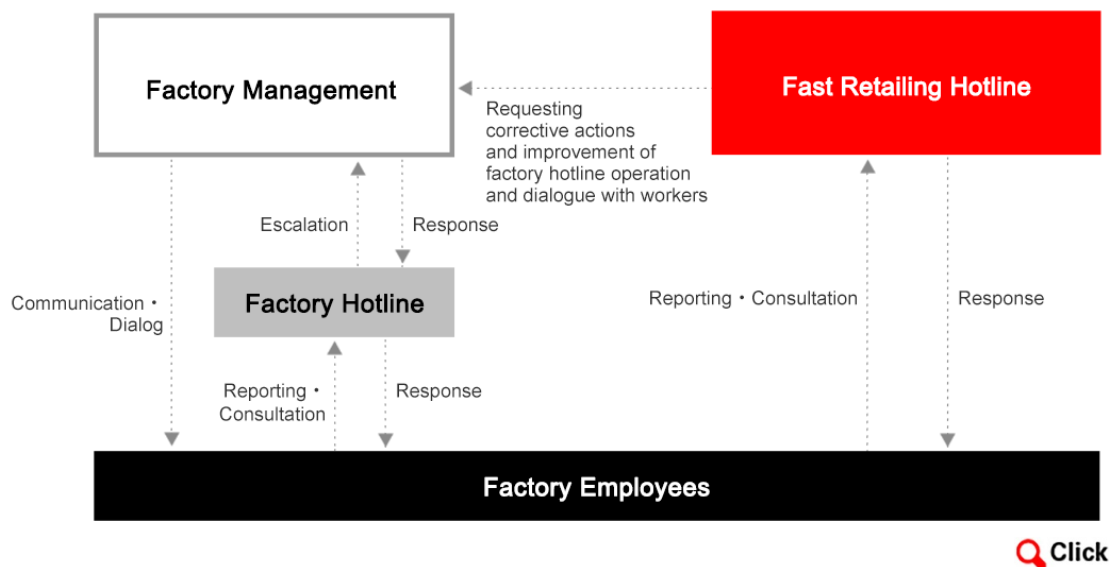 Factory Management
Fast Retailing Hotline
Requesting
corrective actions
and improvement of
factory hotline operation
and dialogue with workers
Escalation
Response
Factory Hotline
Communication・
Dialog
Reporting・Consultation
Response
Reporting・
Consultation
Response
Factory Employees
Click